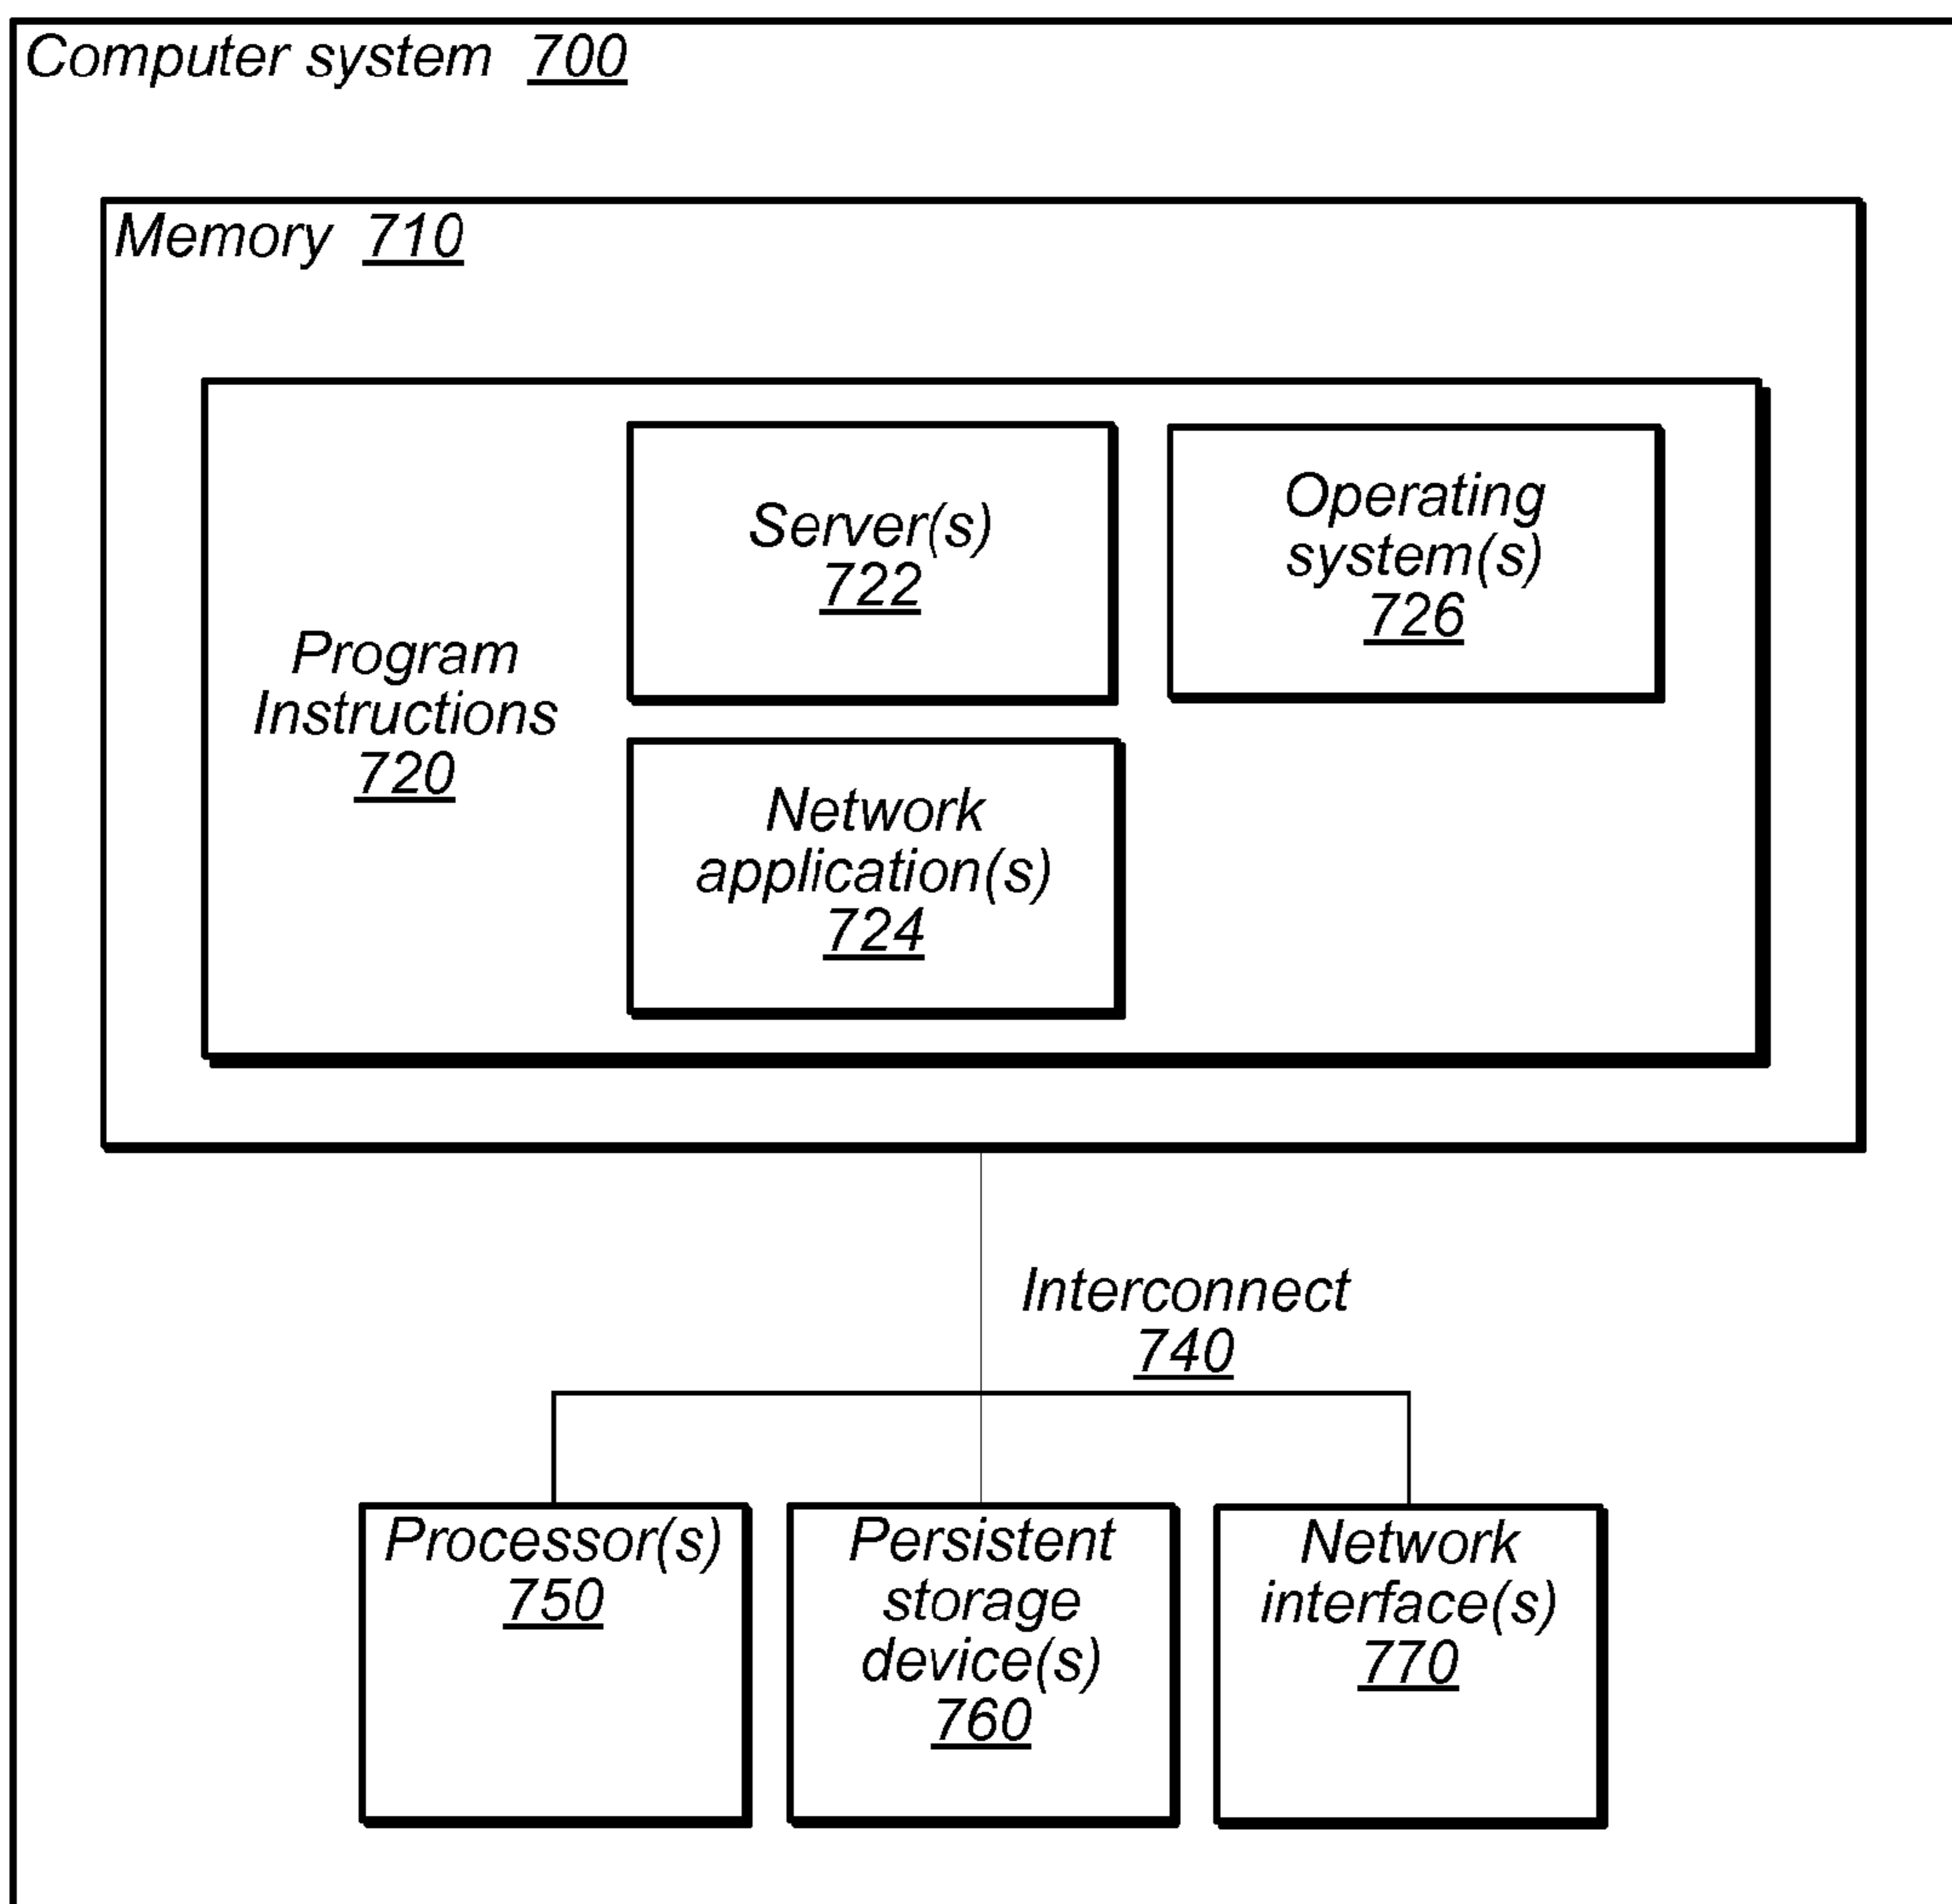 Computer system 700
Memory 710
Program
Instructions
720
Server(s)
722
Operating
system(s)
726
Network
application(s)
724
Interconnect
740
Processor(s)
750
Persistent
storage
device(s)
760
Network
interface(s)
770